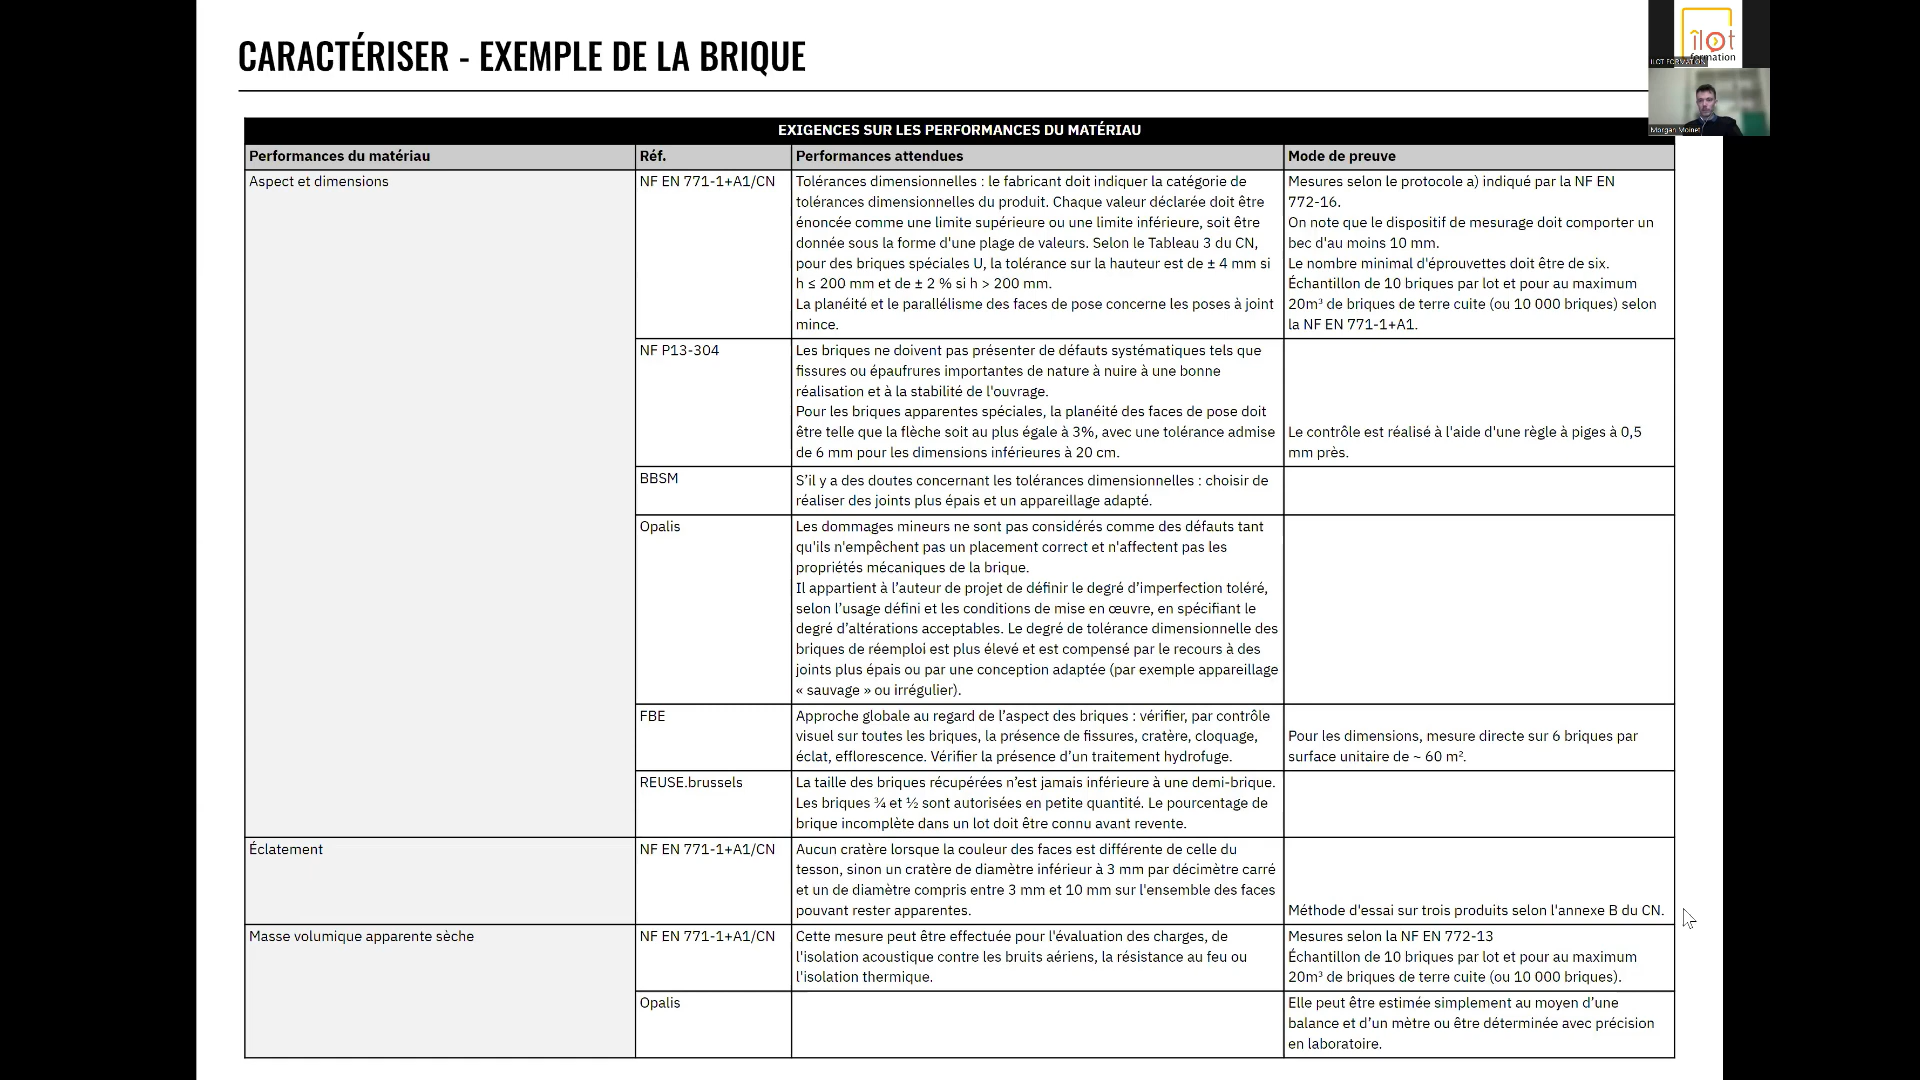 CARACTÉRISER - EXEMPLE DE LA BRIQUE
îlot
formation
ILOT FORMATION
Morgan Moinet
EXIGENCES SUR LES PERFORMANCES DU MATÉRIAU
Performances du matériau
Réf.
Performances attendues
Mode de preuve
Aspect et dimensions
NF EN 771-1+A1/CN
Tolérances dimensionnelles : le fabricant doit indiquer la catégorie de
tolérances dimensionnelles du produit. Chaque valeur déclarée doit être
énoncée comme une limite supérieure ou une limite inférieure, soit être
donnée sous la forme d'une plage de valeurs. Selon le Tableau 3 du CN,
pour des briques spéciales U, la tolérance sur la hauteur est de ± 4 mm si
h ≤ 200 mm et de ± 2 % si h > 200 mm.
La planéité et le parallélisme des faces de pose concerne les poses à joint
mince.
Mesures selon le protocole a) indiqué par la NF EN
772-16.
On note que le dispositif de mesurage doit comporter un
bec d'au moins 10 mm.
Le nombre minimal d'éprouvettes doit être de six.
Échantillon de 10 briques par lot et pour au maximum
20m³ de briques de terre cuite (ou 10 000 briques) selon
la NF EN 771-1+A1.
NF P13-304
Les briques ne doivent pas présenter de défauts systématiques tels que
fissures ou épaufrures importantes de nature à nuire à une bonne
réalisation et à la stabilité de l'ouvrage.
Pour les briques apparentes spéciales, la planéité des faces de pose doit
être telle que la flèche soit au plus égale à 3%, avec une tolérance admise
de 6 mm pour les dimensions inférieures à 20 cm.
Le contrôle est réalisé à l'aide d'une règle à piges à 0,5
mm près.
BBSM
S’il y a des doutes concernant les tolérances dimensionnelles : choisir de
réaliser des joints plus épais et un appareillage adapté.
Opalis
Les dommages mineurs ne sont pas considérés comme des défauts tant
qu'ils n'empêchent pas un placement correct et n'affectent pas les
propriétés mécaniques de la brique.
Il appartient à l’auteur de projet de définir le degré d’imperfection toléré,
selon l’usage défini et les conditions de mise en œuvre, en spécifiant le
degré d’altérations acceptables. Le degré de tolérance dimensionnelle des
briques de réemploi est plus élevé et est compensé par le recours à des
joints plus épais ou par une conception adaptée (par exemple appareillage
« sauvage » ou irrégulier).
FBE
Approche globale au regard de l’aspect des briques : vérifier, par contrôle
visuel sur toutes les briques, la présence de fissures, cratère, cloquage,
éclat, efflorescence. Vérifier la présence d’un traitement hydrofuge.
Pour les dimensions, mesure directe sur 6 briques par
surface unitaire de ~ 60 m².
REUSE.brussels
La taille des briques récupérées n’est jamais inférieure à une demi-brique.
Les briques ¾ et ½ sont autorisées en petite quantité. Le pourcentage de
brique incomplète dans un lot doit être connu avant revente.
Éclatement
NF EN 771-1+A1/CN
Aucun cratère lorsque la couleur des faces est différente de celle du
tesson, sinon un cratère de diamètre inférieur à 3 mm par décimètre carré
et un de diamètre compris entre 3 mm et 10 mm sur l'ensemble des faces
pouvant rester apparentes.
Méthode d'essai sur trois produits selon l'annexe B du CN.
Masse volumique apparente sèche
NF EN 771-1+A1/CN
Cette mesure peut être effectuée pour l'évaluation des charges, de
l'isolation acoustique contre les bruits aériens, la résistance au feu ou
l'isolation thermique.
Mesures selon la NF EN 772-13
Échantillon de 10 briques par lot et pour au maximum
20m³ de briques de terre cuite (ou 10 000 briques).
Opalis
Elle peut être estimée simplement au moyen d’une
balance et d’un mètre ou être déterminée avec précision
en laboratoire.